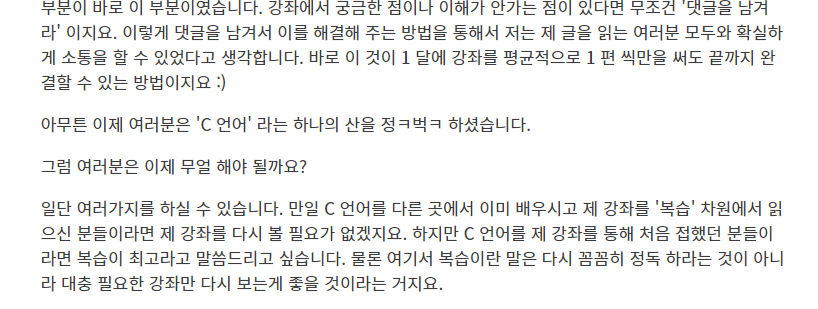 부분이 바로 이 부분이였습니다. 강좌에서 궁금한 점이나 이해가 안가는 점이 있다면 무조건 '댓글을 남겨
라' 이지요. 이렇게 댓글을 남겨서 이를 해결해 주는 방법을 통해서 저는 제 글을 읽는 여러분 모두와 확실하
게 소통을 할 수 있었다고 생각합니다. 바로 이 것이 1 달에 강좌를 평균적으로 1 편 씩만을 써도 끝까지 완
결할 수 있는 방법이지요 :)
아무튼 이제 여러분은 'C 언어' 라는 하나의 산을 정ㅋ벅ㅋ 하셨습니다.
그럼 여러분은 이제 무얼 해야 될까요?
일단 여러가지를 하실 수 있습니다. 만일 C 언어를 다른 곳에서 이미 배우시고 제 강좌를 '복습' 차원에서 읽
으신 분들이라면 제 강좌를 다시 볼 필요가 없겠지요. 하지만 C 언어를 제 강좌를 통해 처음 접했던 분들이
라면 복습이 최고라고 말씀드리고 싶습니다. 물론 여기서 복습이란 말은 다시 꼼꼼히 정독 하라는 것이 아니
라 대충 필요한 강좌만 다시 보는게 좋을 것이라는 거지요.